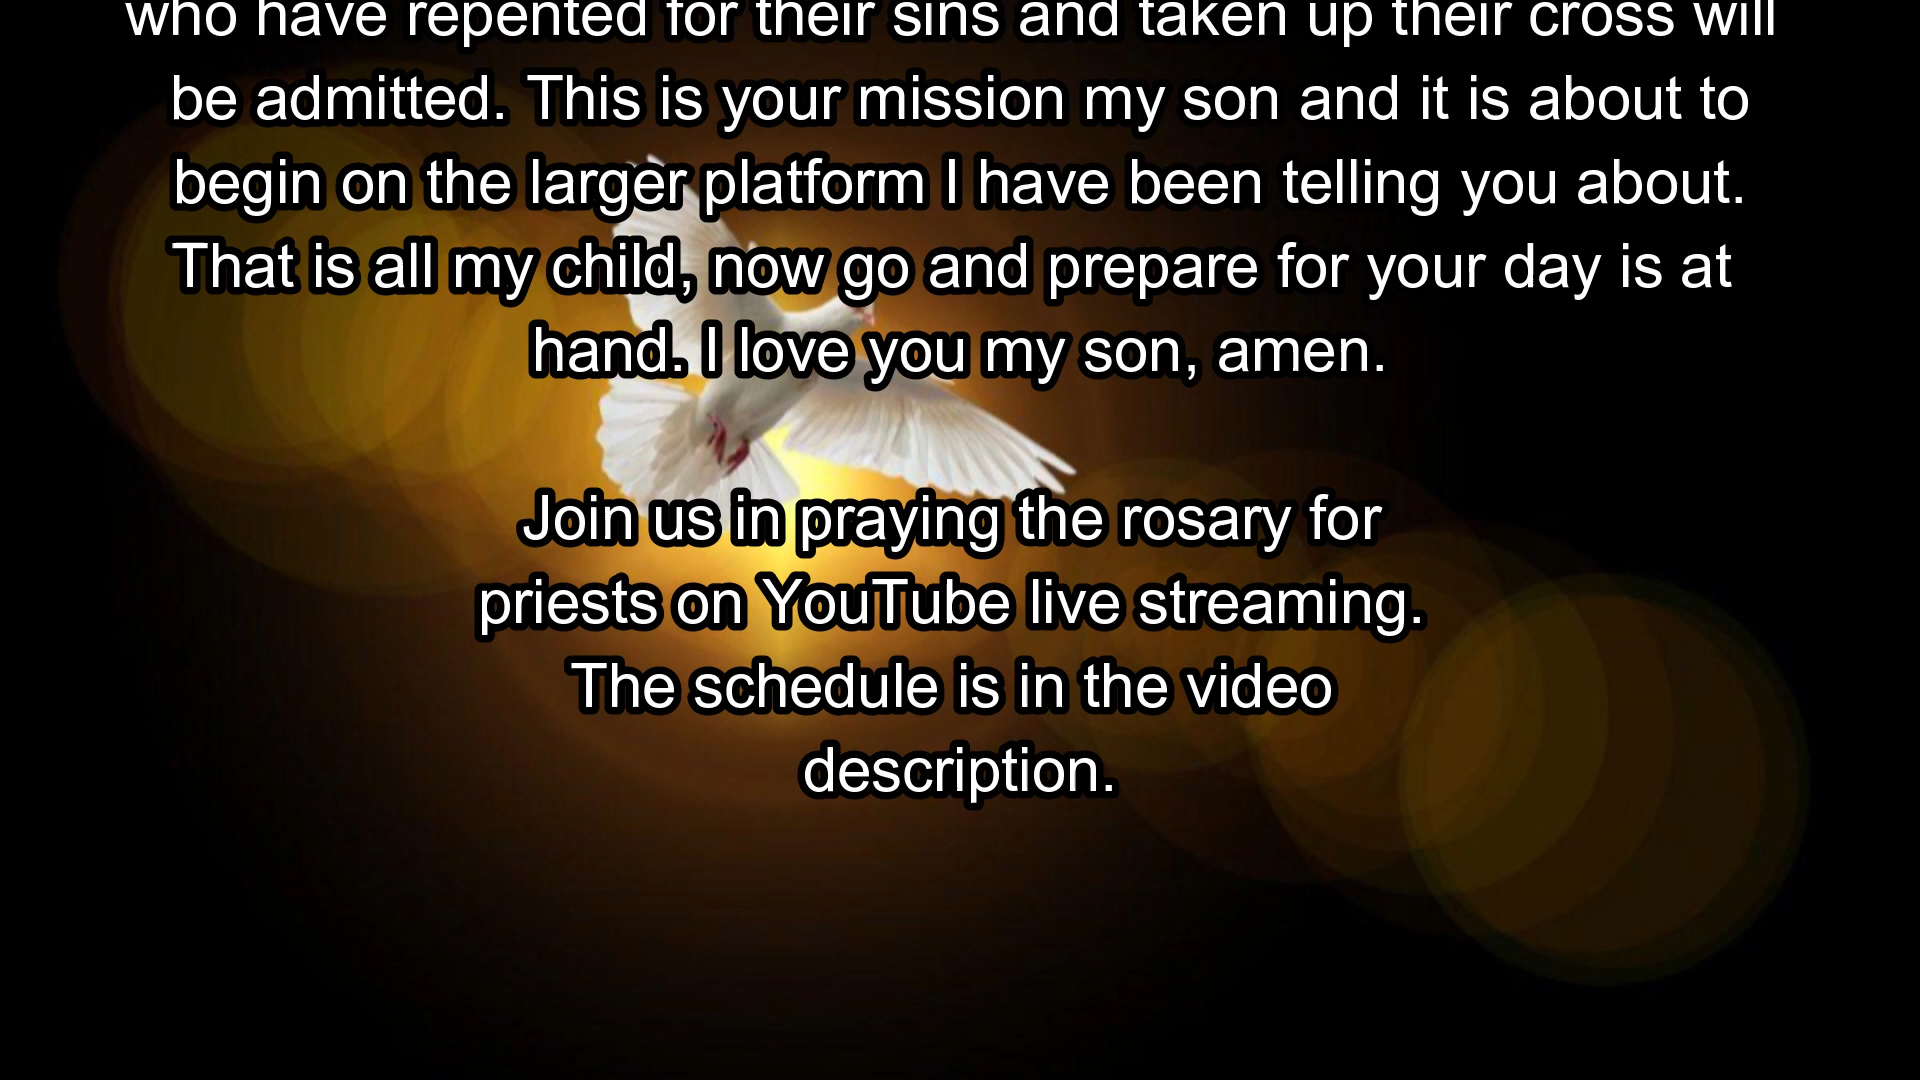 who have repented for their sins and taken up their cross will
be admitted. This is your mission my son and it is about to
begin on the larger platform I have been telling you about.
That is all my child, now go and prepare for your day is at
hand. I love you my son, amen.
Join us in praying the rosary for
priests on YouTube live streaming.
The schedule is in the video
description.